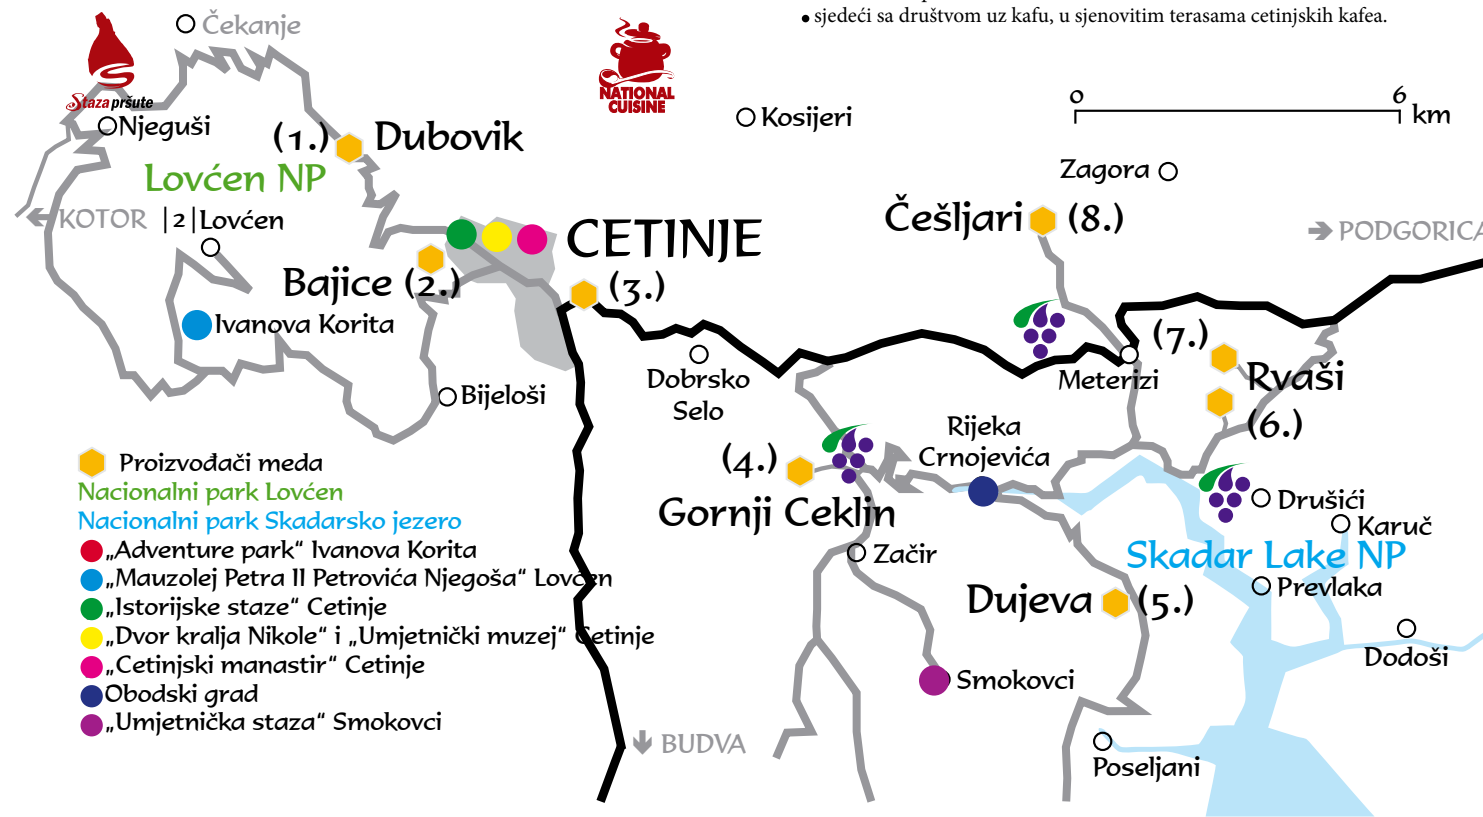 • sjedeći sa društvom uz kafu, u sjenovitim terasama cetinjskih kafea.
Čekanje
Staza pršute
NATIONAL
CUISINE
Kosijeri
0 6
km
Njeguši
(1.) Dubovik
Zagora
Lovćen NP
KOTOR |2|Lovćen
Češljari (8.)
PODGORICA
CETINJE
Bajice (2.)
(3.)
Ivanova Korita
(7.)
Dobrsko
Selo
Meterizi
Rvaši
Bijeloši
(6.)
Rijeka
Crnojevića
(4.)
Gornji Ceklin
Drušići
Karuč
Začir
Skadar Lake NP
Prevlaka
Dujeva (5.)
Dodoši
Smokovci
BUDVA
Poseljani
Proizvođači meda
Nacionalni park Lovćen
Nacionalni park Skadarsko jezero
„Adventure park“ Ivanova Korita
„Mauzolej Petra II Petrovića Njegoša“ Lovćen
„Istorijske staze“ Cetinje
„Dvor kralja Nikole“ i „Umjetnički muzej“ Cetinje
„Cetinjski manastir“ Cetinje
Obodski grad
„Umjetnička staza“ Smokovci